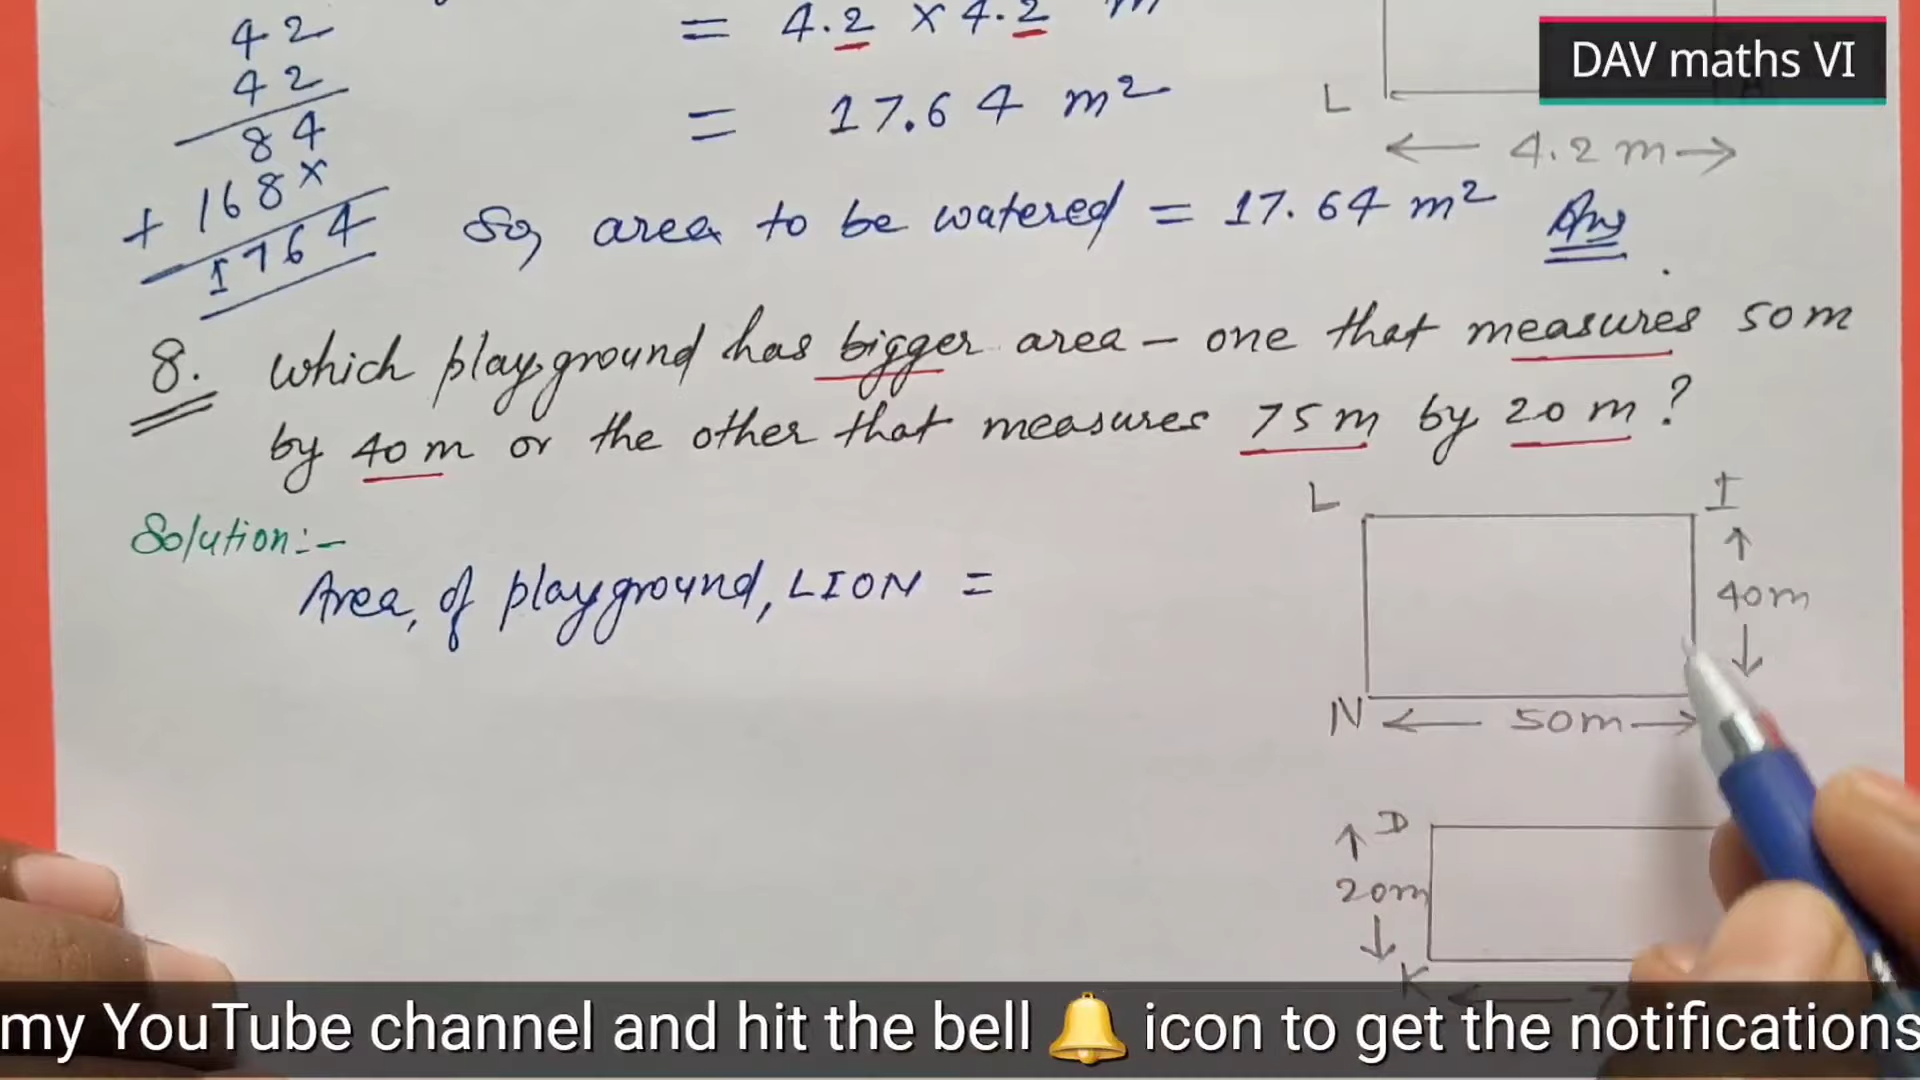 42
42
84
+ 168x
1764
= 4.2 x 4.2
= 17.64 m²
So, area to be watered = 17.64 m² Ans
L
4.2 m
DAV maths VI
8. Which playground has bigger area - one that measures 50m
by 40 m or the other that measures 75m by 20 m ?
Solution:-
Area, of playground, LION =
L I
40m
N 50m
D
20m
K
my YouTube channel and hit the bell 🔔 icon to get the notifications